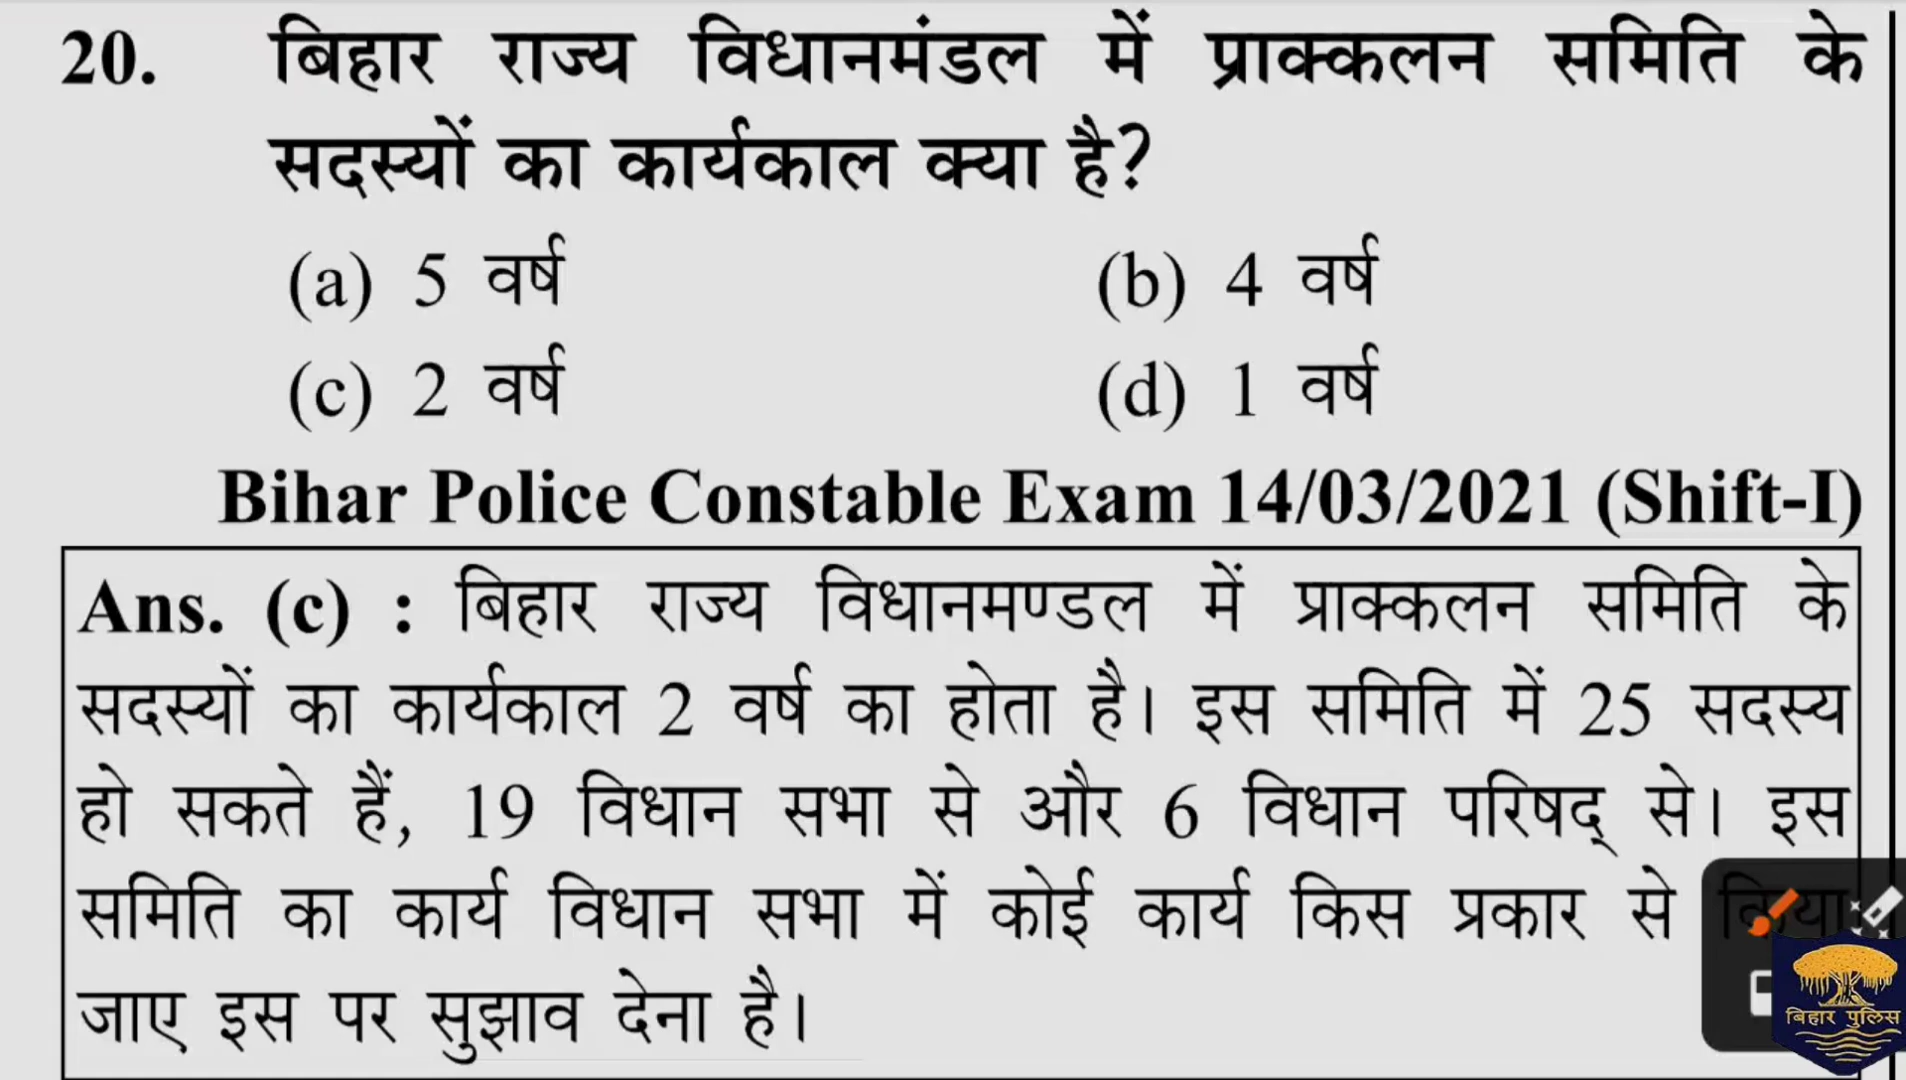 20. बिहार राज्य विधानमंडल में प्राक्कलन समिति के
सदस्यों का कार्यकाल क्या है?
(a) 5 वर्ष (b) 4 वर्ष
(c) 2 वर्ष (d) 1 वर्ष
Bihar Police Constable Exam 14/03/2021 (Shift-I)
Ans. (c) : बिहार राज्य विधानमण्डल में प्राक्कलन समिति के
सदस्यों का कार्यकाल 2 वर्ष का होता है। इस समिति में 25 सदस्य
हो सकते हैं, 19 विधान सभा से और 6 विधान परिषद् से। इस
समिति का कार्य विधान सभा में कोई कार्य किस प्रकार से किया
जाए इस पर सुझाव देना है।
बिहार पुलिस